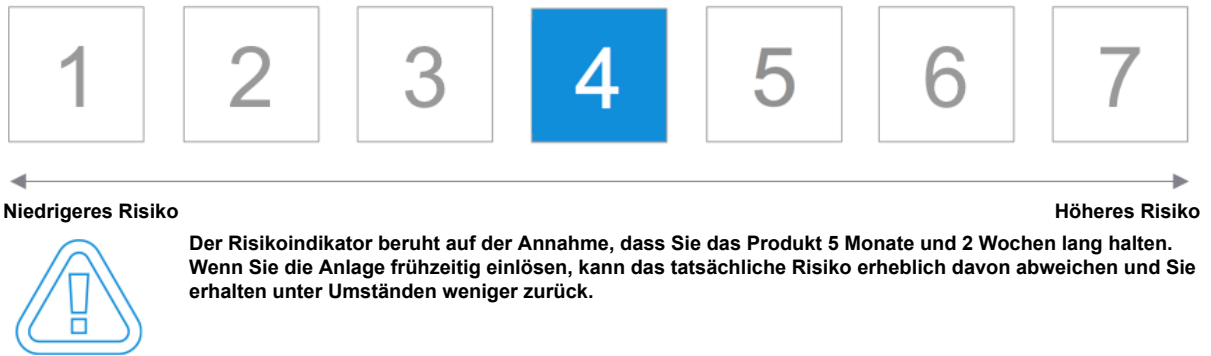 1 2 3 4 5 6 7
Niedrigeres Risiko Höheres Risiko
Der Risikoindikator beruht auf der Annahme, dass Sie das Produkt 5 Monate und 2 Wochen lang halten.
Wenn Sie die Anlage frühzeitig einlösen, kann das tatsächliche Risiko erheblich davon abweichen und Sie
erhalten unter Umständen weniger zurück.